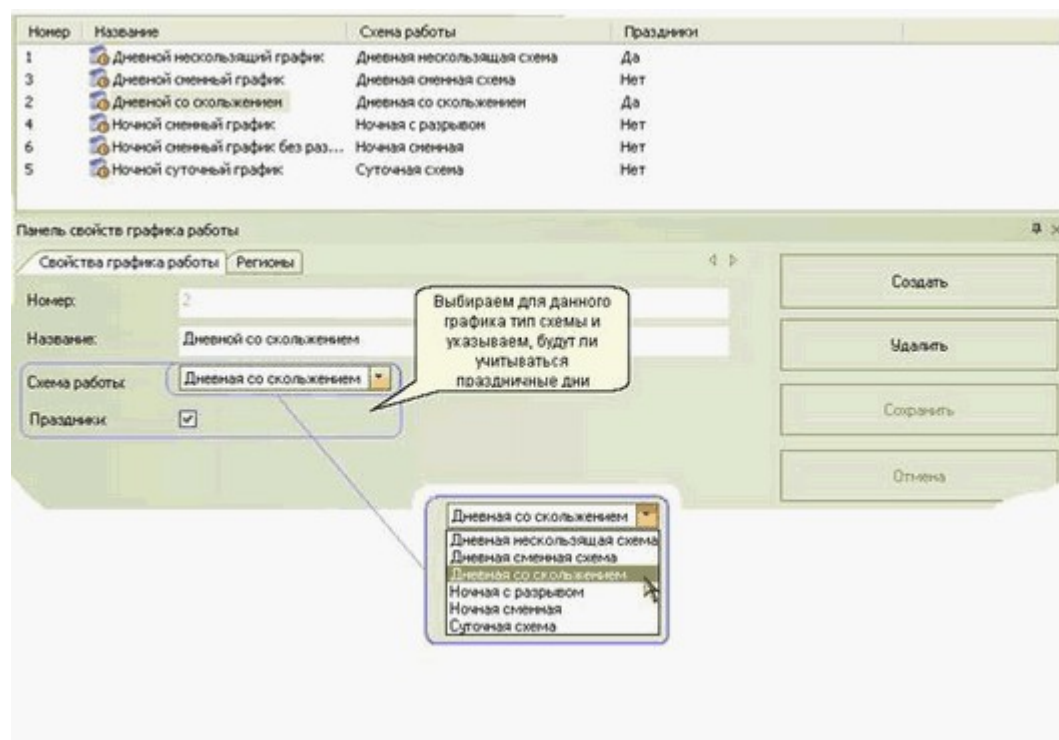 Номер Название Схема работы Праздники
1 Дневной нескользящий график Дневная нескользящая схема Да
3 Дневной сменный график Дневная сменная схема Нет
2 Дневной со скольжением Дневная со скольжением Да
4 Ночной сменный график Ночная с разрывом Нет
6 Ночной сменный график без раз... Ночная сменная Нет
5 Ночной суточный график Суточная схема Нет
Панель свойств графика работы
Свойства графика работы Регионы
Номер: 2
Название: Дневной со скольжением
Схема работы: Дневная со скольжением
Праздники:
Выбираем для данного
графика тип схемы и
указываем, будут ли
учитываться
праздничные дни
Создать
Удалить
Сохранить
Отмена
Дневная со скольжением
Дневная нескользящая схема
Дневная сменная схема
Дневная со скольжением
Ночная с разрывом
Ночная сменная
Суточная схема